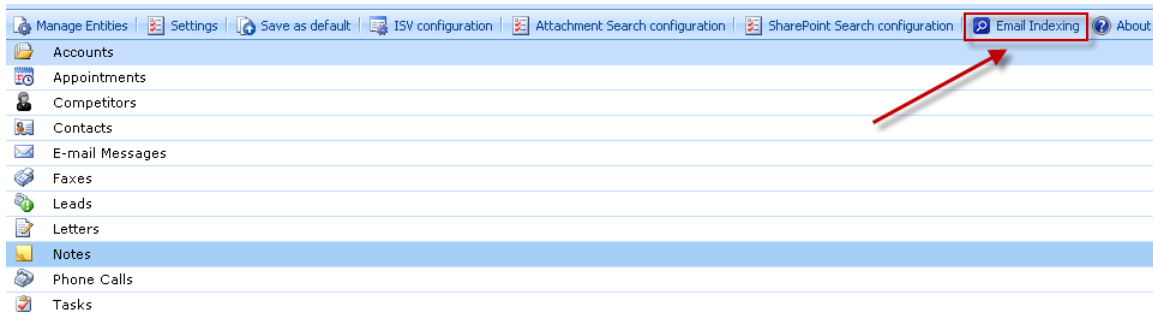 Manage Entities Settings Save as default ISV configuration Attachment Search configuration SharePoint Search configuration Email Indexing About
Accounts
Appointments
Competitors
Contacts
E-mail Messages
Faxes
Leads
Letters
Notes
Phone Calls
Tasks